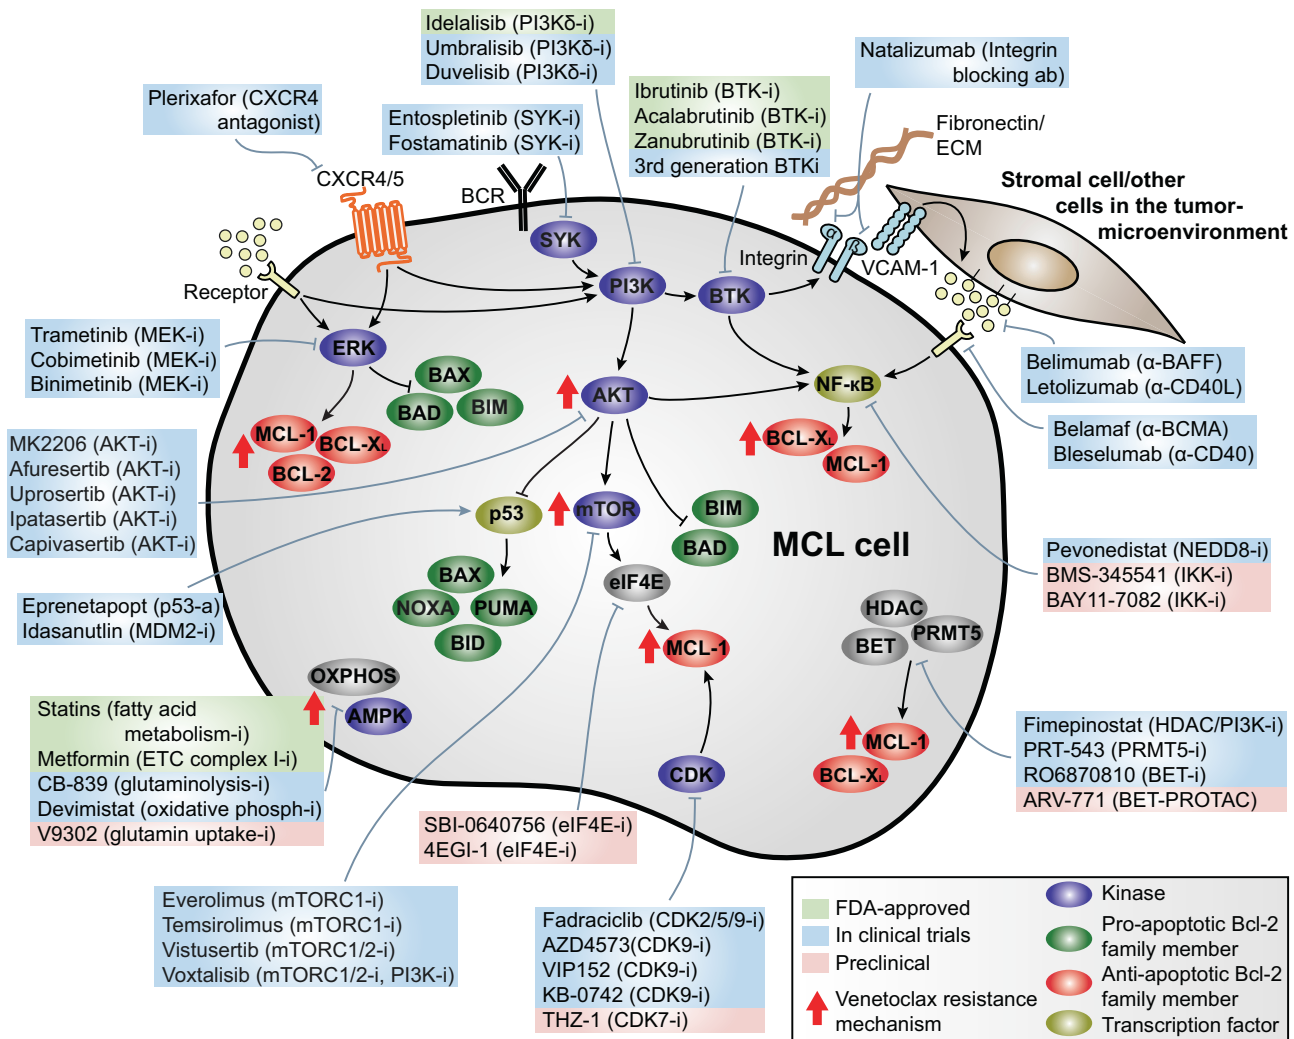 Idelalisib (PI3Kδ-i)
Umbralisib (PI3Kδ-i)
Duvelisib (PI3Kδ-i)
Natalizumab (Integrin
blocking ab)
Plerixafor (CXCR4
antagonist)
Entospletinib (SYK-i)
Fostamatinib (SYK-i)
Ibrutinib (BTK-i)
Acalabrutinib (BTK-i)
Zanubrutinib (BTK-i)
3rd generation BTKi
Fibronectin/
ECM
CXCR4/5
BCR
Stromal cell/other
cells in the tumor-
microenvironment
SYK
α
β
Integrin
VCAM-1
Receptor
PI3K
BTK
Trametinib (MEK-i)
Cobimetinib (MEK-i)
Binimetinib (MEK-i)
ERK
BAX
BAD
BIM
AKT
NF-κB
Belimumab (α-BAFF)
Letolizumab (α-CD40L)
MCL-1
BCL-XL
BCL-2
BCL-XL
MCL-1
Belamaf (α-BCMA)
Bleselumab (α-CD40)
MK2206 (AKT-i)
Afuresertib (AKT-i)
Uprosertib (AKT-i)
Ipatasertib (AKT-i)
Capivasertib (AKT-i)
p53
mTOR
BIM
BAD
MCL cell
Pevonedistat (NEDD8-i)
BMS-345541 (IKK-i)
BAY11-7082 (IKK-i)
BAX
NOXA
PUMA
BID
eIF4E
MCL-1
Eprenetapopt (p53-a)
Idasanutlin (MDM2-i)
HDAC
PRMT5
BET
OXPHOS
AMPK
Statins (fatty acid
metabolism-i)
Metformin (ETC complex I-i)
CB-839 (glutaminolysis-i)
Devimistat (oxidative phosph-i)
V9302 (glutamin uptake-i)
MCL-1
BCL-XL
CDK
Fimepinostat (HDAC/PI3K-i)
PRT-543 (PRMT5-i)
RO6870810 (BET-i)
ARV-771 (BET-PROTAC)
SBI-0640756 (eIF4E-i)
4EGI-1 (eIF4E-i)
Everolimus (mTORC1-i)
Temsirolimus (mTORC1-i)
Vistusertib (mTORC1/2-i)
Voxtalisib (mTORC1/2-i, PI3K-i)
Fadraciclib (CDK2/5/9-i)
AZD4573(CDK9-i)
VIP152 (CDK9-i)
KB-0742 (CDK9-i)
THZ-1 (CDK7-i)
FDA-approved
In clinical trials
Preclinical
Venetoclax resistance
mechanism
Kinase
Pro-apoptotic Bcl-2
family member
Anti-apoptotic Bcl-2
family member
Transcription factor